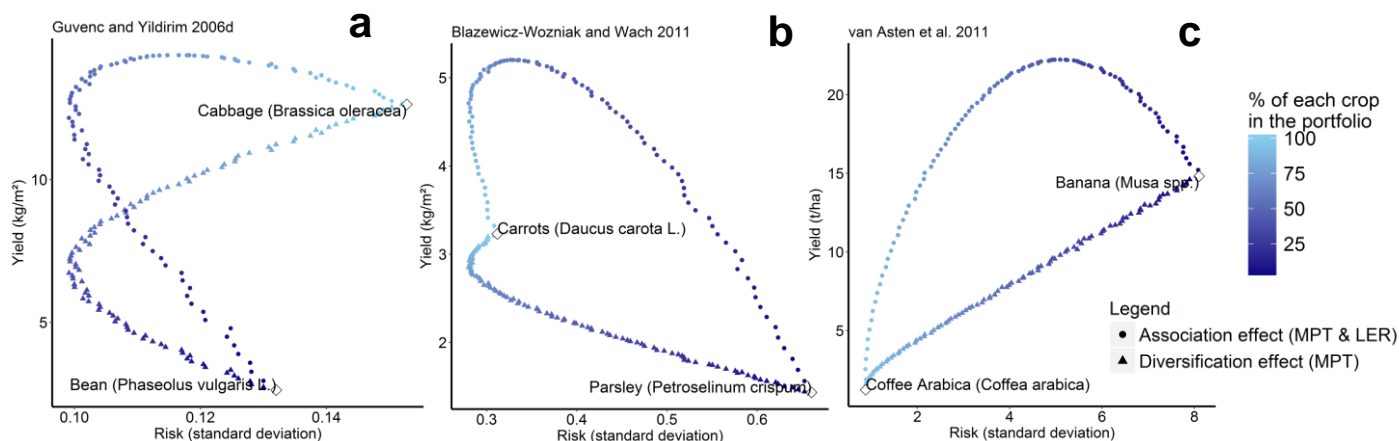 Guvenc and Yildirim 2006d
a
Cabbage (Brassica oleracea)
Bean (Phaseolus vulgaris L.)
Yield (kg/m²)
10
5
0.10
0.12
0.14
Risk (standard deviation)
Blazewicz-Wozniak and Wach 2011
b
Carrots (Daucus carota L.)
Parsley (Petroselinum crispum)
Yield (kg/m²)
5
4
3
2
0.3
0.4
0.5
0.6
Risk (standard deviation)
van Asten et al. 2011
c
Banana (Musa spp.)
Coffee Arabica (Coffea arabica)
Yield (t/ha)
20
15
10
5
2
4
6
8
Risk (standard deviation)
% of each crop
in the portfolio
100
75
50
25
Legend
Association effect (MPT & LER)
Diversification effect (MPT)